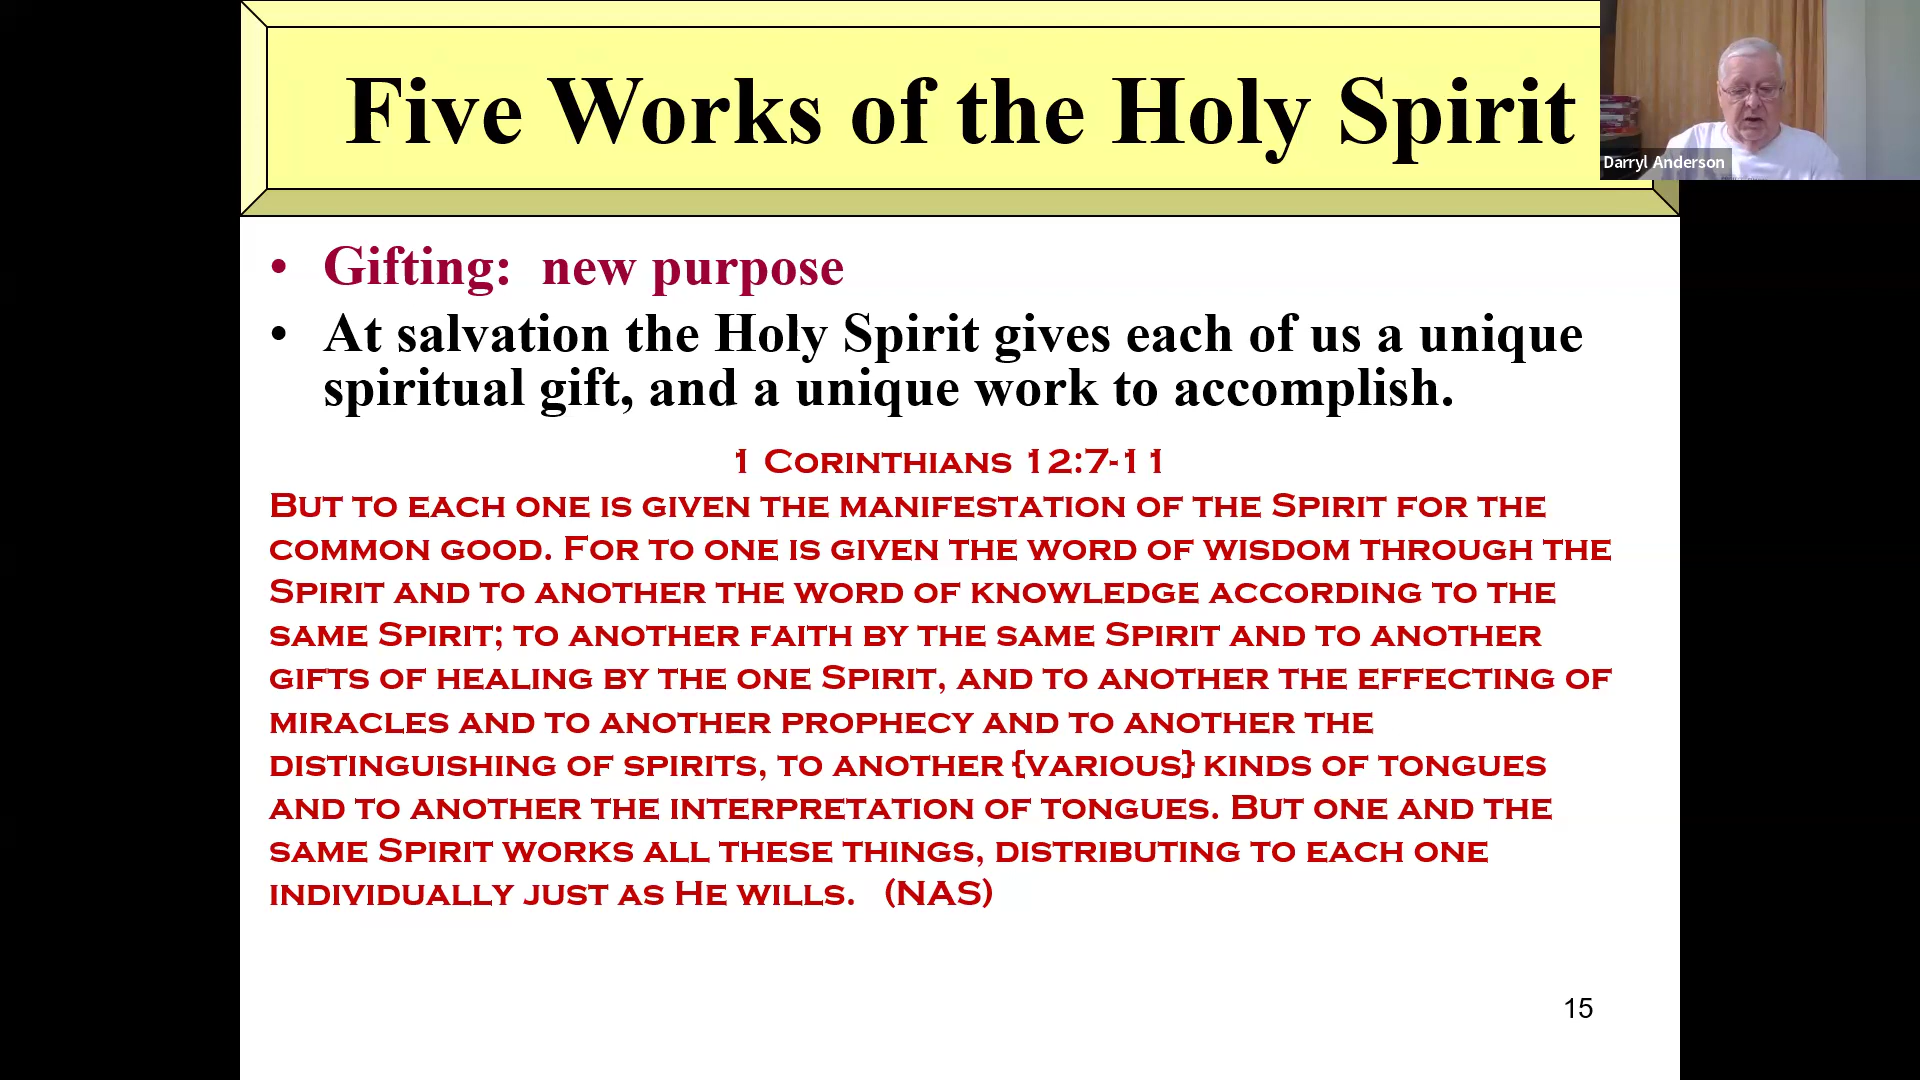 Five Works of the Holy Spirit
Darryl Anderson
• Gifting: new purpose
• At salvation the Holy Spirit gives each of us a unique
spiritual gift, and a unique work to accomplish.
1 Corinthians 12:7-11
But to each one is given the manifestation of the Spirit for the
common good. For to one is given the word of wisdom through the
Spirit and to another the word of knowledge according to the
same Spirit; to another faith by the same Spirit and to another
gifts of healing by the one Spirit, and to another the effecting of
miracles and to another prophecy and to another the
distinguishing of spirits, to another {various} kinds of tongues
and to another the interpretation of tongues. But one and the
same Spirit works all these things, distributing to each one
individually just as He wills. (NAS)
15